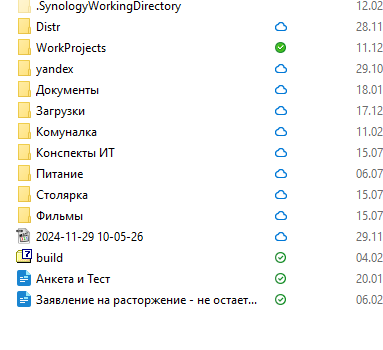 .SynologyWorkingDirectory 12.02
Distr 28.11
WorkProjects 11.12
yandex 29.10
Документы 18.01
Загрузки 17.12
Комуналка 11.02
Конспекты ИТ 15.07
Питание 06.07
Столярка 15.07
Фильмы 15.07
2024-11-29 10-05-26 29.11
build 04.02
Анкета и Тест 20.01
Заявление на расторжение - не остает... 06.02